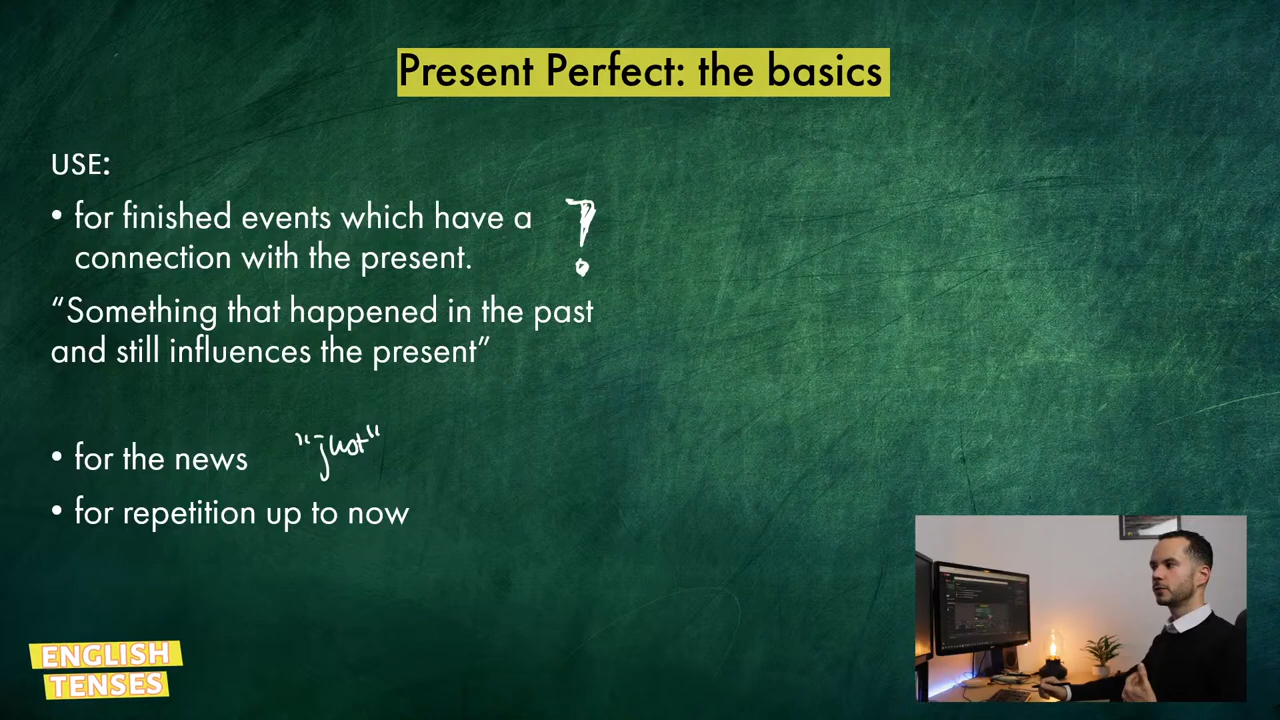 Present Perfect: the basics
USE:
• for finished events which have a
connection with the present.
!
“Something that happened in the past
and still influences the present”
• for the news "just"
• for repetition up to now
ENGLISH
TENSES